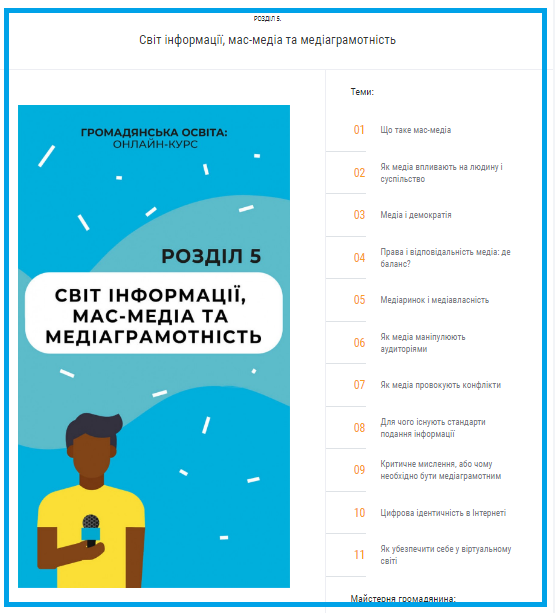 РОЗДІЛ 5.
Світ інформації, мас-медіа та медіаграмотність
ГРОМАДЯНСЬКА ОСВІТА:
ОНЛАЙН-КУРС
РОЗДІЛ 5
СВІТ ІНФОРМАЦІЇ,
МАС-МЕДІА ТА
МЕДІАГРАМОТНІСТЬ
Теми:
01 Що таке мас-медіа
02 Як медіа впливають на людину і
суспільство
03 Медіа і демократія
04 Права і відповідальність медіа: де
баланс?
05 Медіаринок і медіавласність
06 Як медіа маніпулюють
аудиторіями
07 Як медіа провокують конфлікти
08 Для чого існують стандарти
подання інформації
09 Критичне мислення, або чому
необхідно бути медіаграмотним
10 Цифрова ідентичність в Інтернеті
11 Як убезпечити себе у віртуальному
світі
Майстерня громадянина: